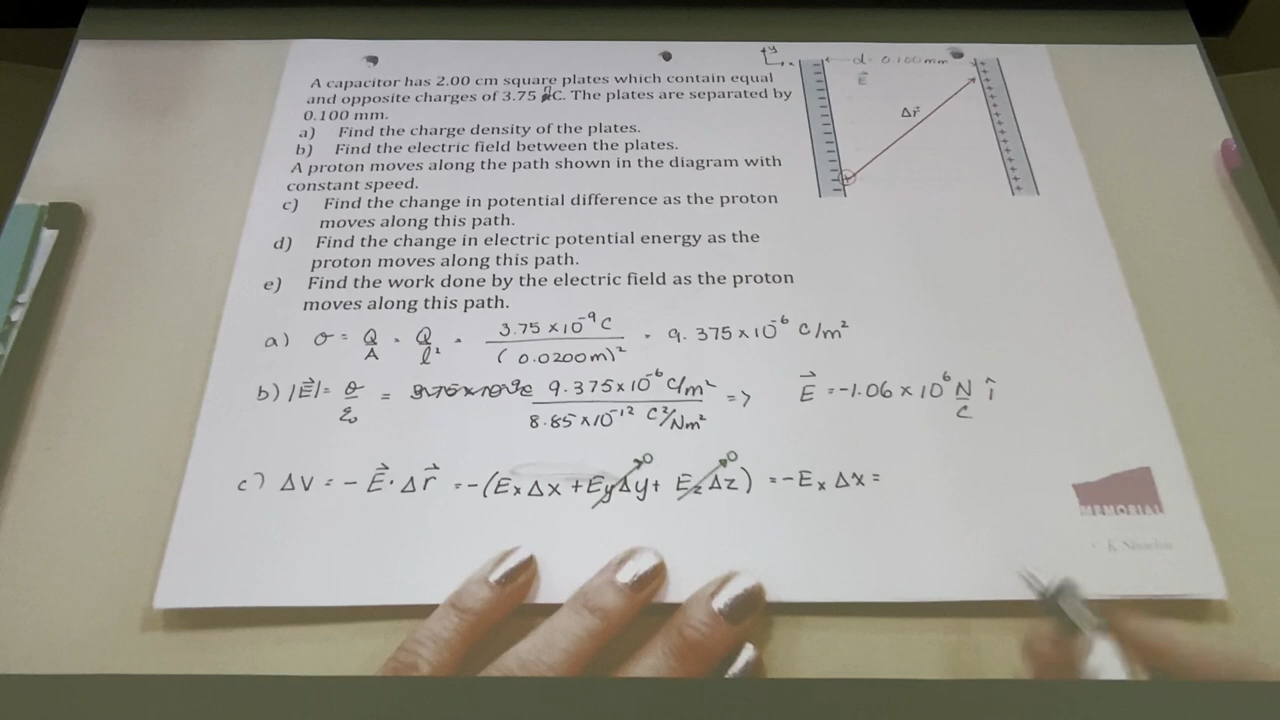 y
d = 0.100 mm
E⃗
Δr⃗
A capacitor has 2.00 cm square plates which contain equal
and opposite charges of 3.75 nC. The plates are separated by
0.100 mm.
a) Find the charge density of the plates.
b) Find the electric field between the plates.
A proton moves along the path shown in the diagram with
constant speed.
c) Find the change in potential difference as the proton
moves along this path.
d) Find the change in electric potential energy as the
proton moves along this path.
e) Find the work done by the electric field as the proton
moves along this path.
a) σ = Q/A = Q/l² = 3.75 x 10⁻⁹ C / (0.0200 m)² = 9.375 x 10⁻⁶ C/m²
b) |E⃗| = σ/ε₀ = 9.375 x 10⁻⁶ C/m² / 8.85 x 10⁻¹² C²/Nm² => E⃗ = -1.06 x 10⁶ N/C î
c) ΔV = - E⃗ · Δr⃗ = -(ExΔx + EyΔy→0 + EzΔz→0) = -Ex Δx =
MEMORIAL